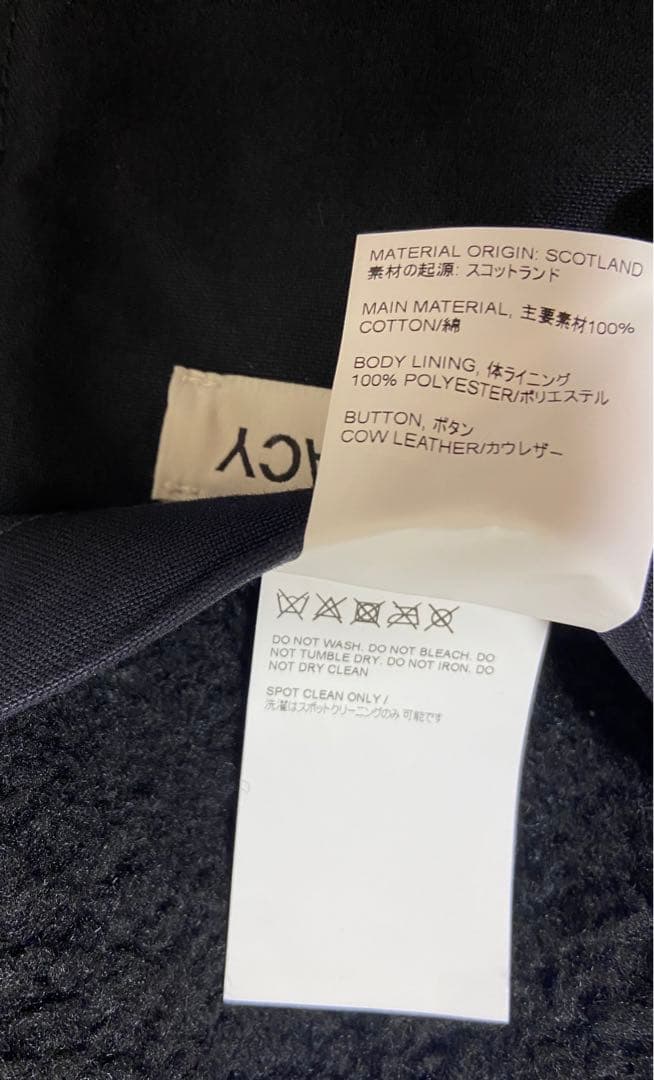 MATERIAL ORIGIN: SCOTLAND
素材の起源: スコットランド
MAIN MATERIAL, 主要素材100%
COTTON/綿
BODY LINING, 体ライニング
100% POLYESTER/ポリエステル
BUTTON, ボタン
COW LEATHER/カウレザー
ACY
DO NOT WASH. DO NOT BLEACH. DO
NOT TUMBLE DRY. DO NOT IRON. DO
NOT DRY CLEAN
SPOT CLEAN ONLY /
洗濯はスポットクリーニングのみ 可能です